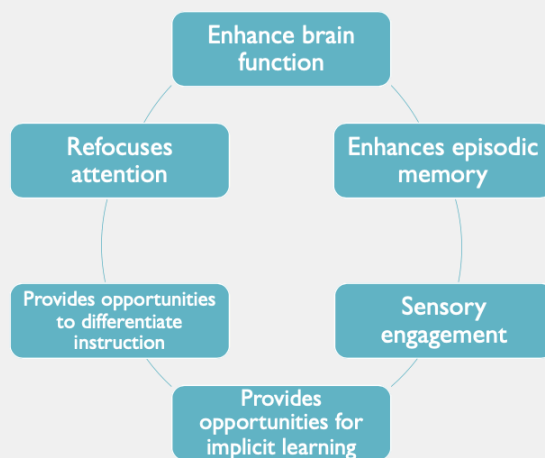 Enhance brain
function
Enhances episodic
memory
Sensory
engagement
Provides
opportunities for
implicit learning
Provides opportunities
to differentiate
instruction
Refocuses
attention